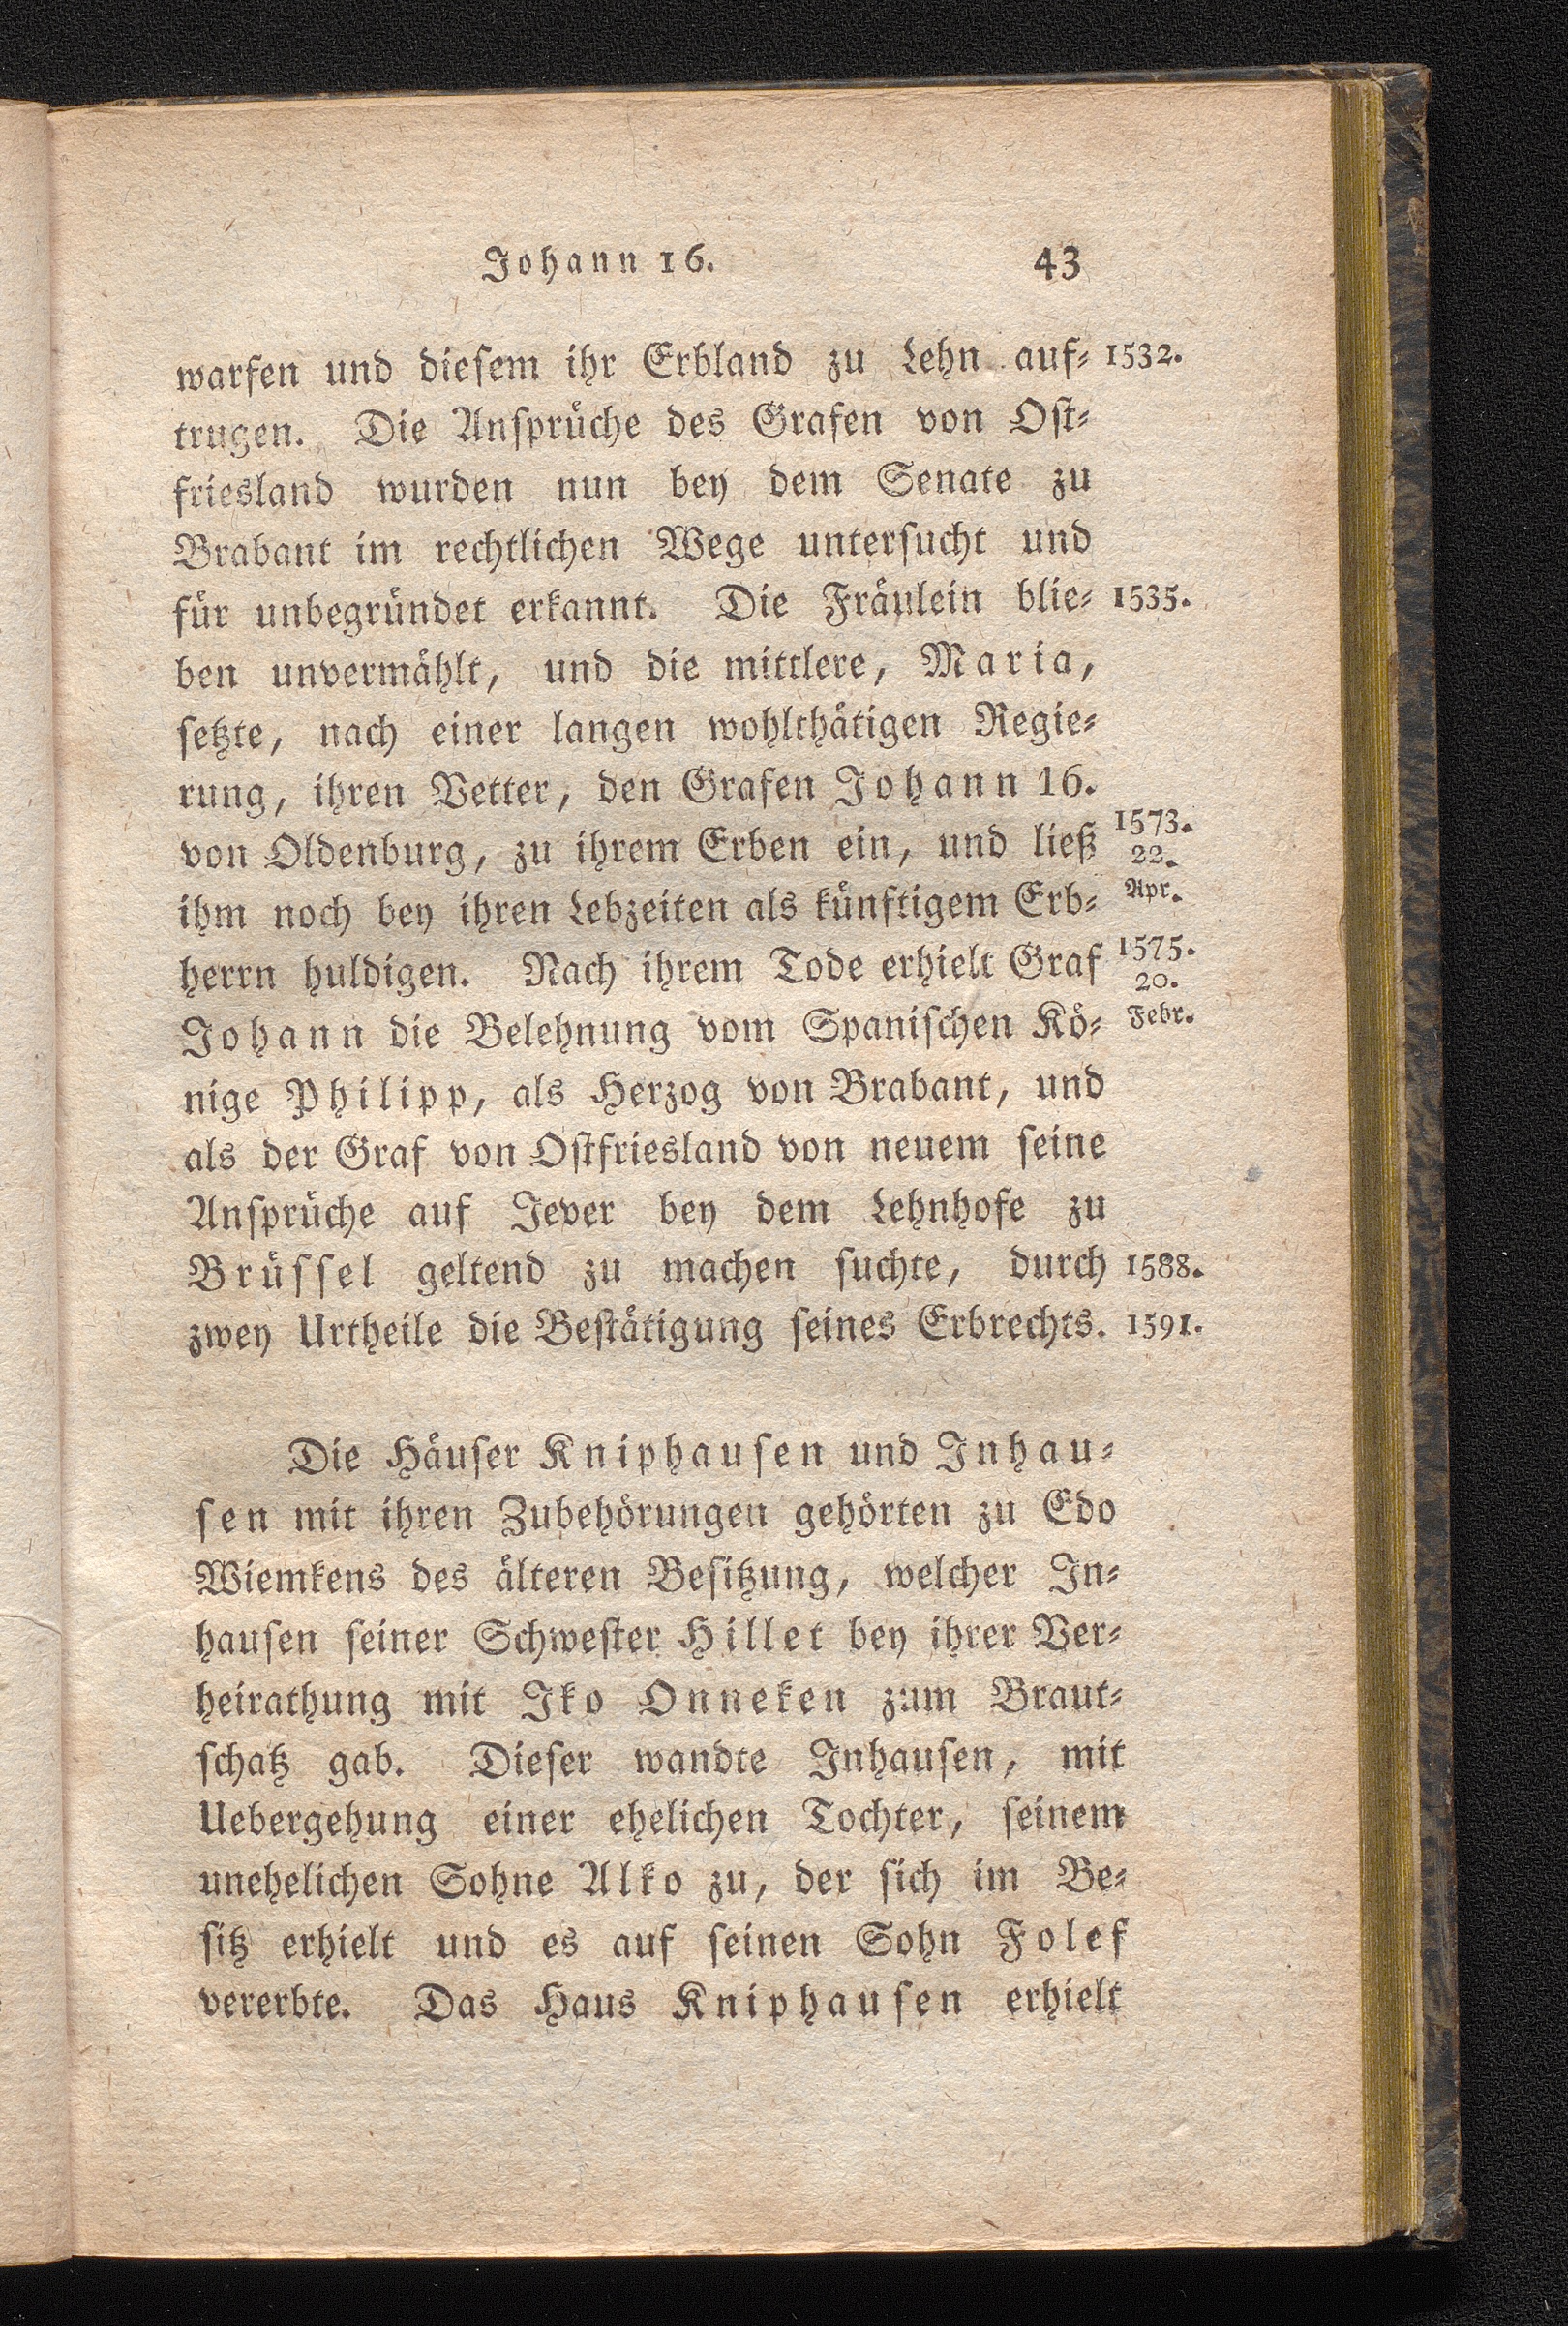 Johann 16. 43
warfen und diesem ihr Erbland zu Lehn auf⸗ 1532.
trugen. Die Ansprüche des Grafen von Ost⸗
friesland wurden nun bey dem Senate zu
Brabant im rechtlichen Wege untersucht und
für unbegründet erkannt. Die Fräulein blie⸗ 1535.
ben unvermählt, und die mittlere, Maria,
setzte, nach einer langen wohlthätigen Regie⸗
rung, ihren Vetter, den Grafen Johann 16.
von Oldenburg, zu ihrem Erben ein, und ließ 1573.
22.
ihm noch bey ihren Lebzeiten als künftigem Erb⸗ Apr.
herrn huldigen. Nach ihrem Tode erhielt Graf 1575.
20.
Johann die Belehnung vom Spanischen Kö⸗ Febr.
nige Philipp, als Herzog von Brabant, und
als der Graf von Ostfriesland von neuem seine
Ansprüche auf Jever bey dem Lehnhofe zu
Brüssel geltend zu machen suchte, durch 1588.
zwey Urtheile die Bestätigung seines Erbrechts. 1591.
Die Häuser Kniphausen und Inhau⸗
sen mit ihren Zubehörungen gehörten zu Edo
Wiemkens des älteren Besitzung, welcher In⸗
hausen seiner Schwester Hillet bey ihrer Ver⸗
heirathung mit Iko Onneken zum Braut⸗
schatz gab. Dieser wandte Inhausen, mit
Uebergehung einer ehelichen Tochter, seinem
unehelichen Sohne Alko zu, der sich im Be⸗
sitz erhielt und es auf seinen Sohn Folef
vererbte. Das Haus Kniphausen erhielt